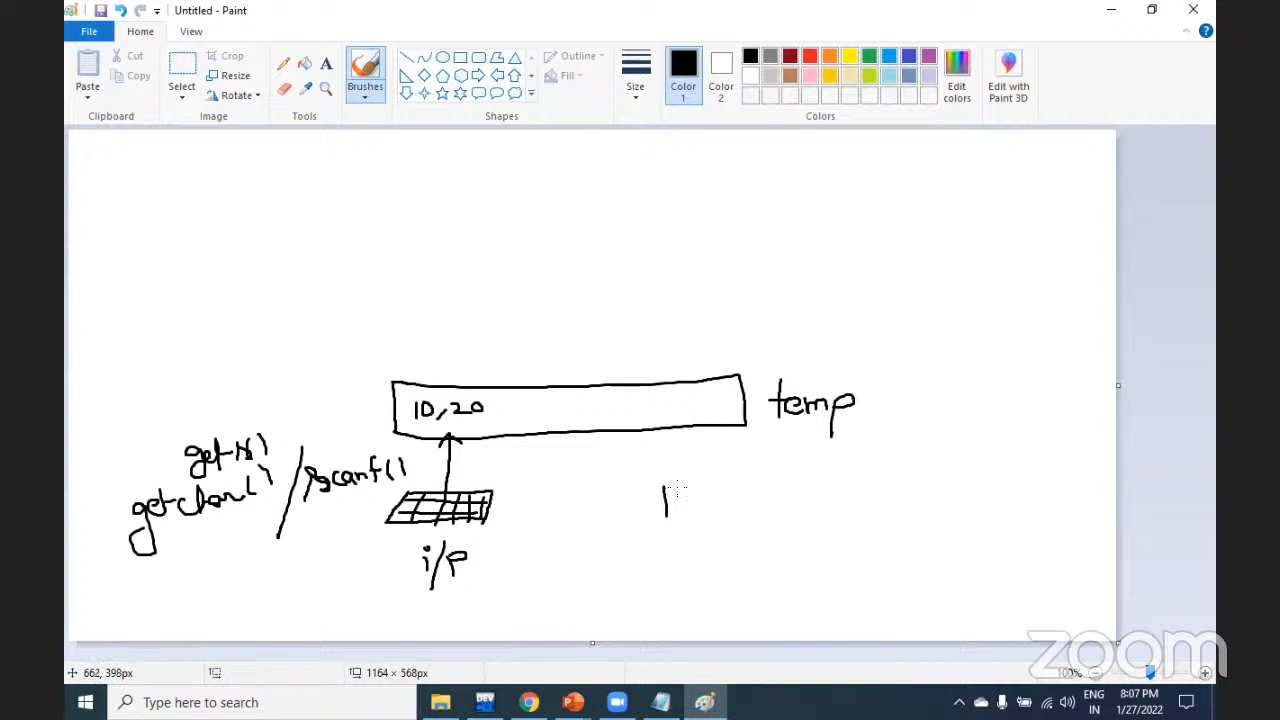 Untitled - Paint
File Home View
Paste
Cut
Copy
Clipboard
Select
Crop
Resize
Rotate
Image
Tools
Brushes
Outline
Fill
Shapes
Size
Color 1
Color 2
Edit colors
Colors
Edit with Paint 3D
10,20
temp
getchar()
/scanf()
i/p
zoom
662, 398px
1164 × 568px
100%
Type here to search
DEV
ENG
IN
8:07 PM
1/27/2022